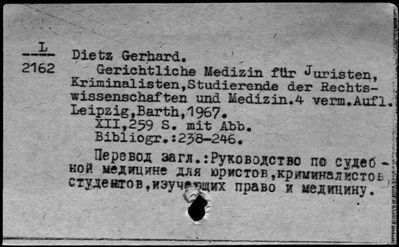 L
2162
Dietz Gerhard.
Gerichtliche Medizin für Juristen,
Kriminalisten,Studierende der Rechts-
wissenschaften und Medizin.4 verm.Aufl.
Leipzig,Barth,1967.
XII,259 S. mit Abb.
Bibliogr.:238-246.
Перевод загл.:Руководство по судеб-
ной медицине для юристов,криминалистов
студентов,изучающих право и медицину.